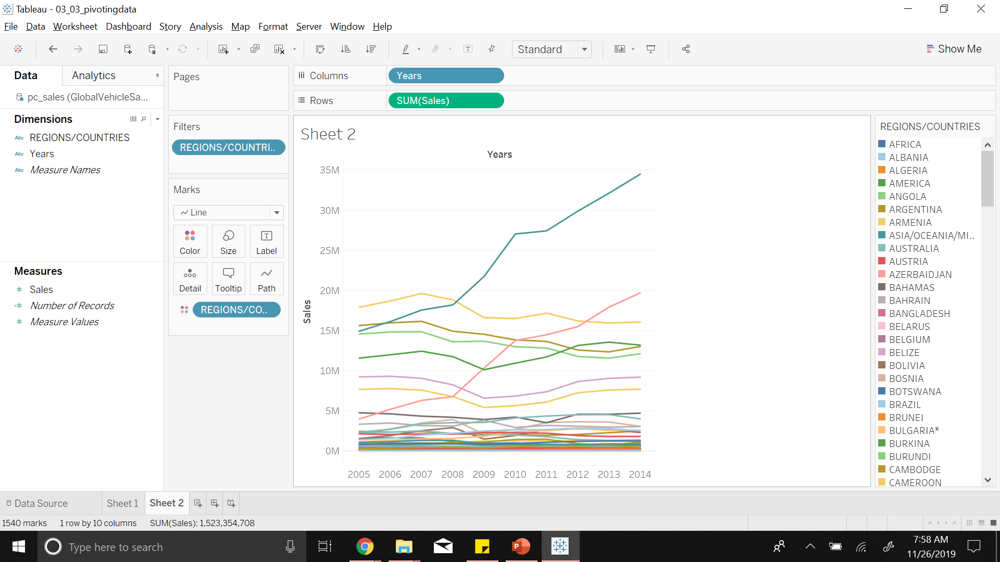 Tableau - 03_03_pivotingdata
File Data Worksheet Dashboard Story Analysis Map Format Server Window Help
Standard
Show Me
Data
Analytics
pc_sales (GlobalVehicleSa...
Dimensions
Abc REGIONS/COUNTRIES
Abc Years
Abc Measure Names
Measures
Sales
Number of Records
Measure Values
Pages
Filters
REGIONS/COUNTRI..
Marks
Line
Color Size Label
Detail Tooltip Path
REGIONS/CO..
Columns
Years
Rows
SUM(Sales)
Sheet 2
Years
Sales
35M
30M
25M
20M
15M
10M
5M
0M
2005 2006 2007 2008 2009 2010 2011 2012 2013 2014
REGIONS/COUNTRIES
AFRICA
ALBANIA
ALGERIA
AMERICA
ANGOLA
ARGENTINA
ARMENIA
ASIA/OCEANIA/MI..
AUSTRALIA
AUSTRIA
AZERBAIDJAN
BAHAMAS
BAHRAIN
BANGLADESH
BELARUS
BELGIUM
BELIZE
BOLIVIA
BOSNIA
BOTSWANA
BRAZIL
BRUNEI
BULGARIA*
BURKINA
BURUNDI
CAMBODGE
CAMEROON
Data Source
Sheet 1
Sheet 2
1540 marks 1 row by 10 columns SUM(Sales): 1,523,354,708
Type here to search
7:58 AM
11/26/2019